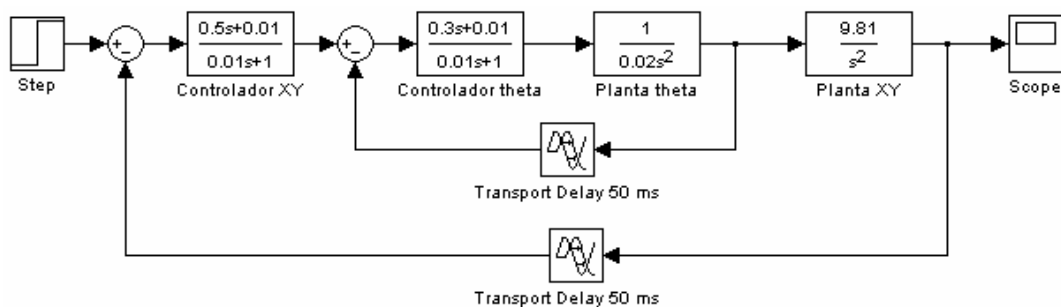 0.5s+0.01
0.01s+1
0.3s+0.01
0.01s+1
1
0.02s²
9.81
s²
Step
Controlador XY
Controlador theta
Planta theta
Planta XY
Scope
Transport Delay 50 ms
Transport Delay 50 ms